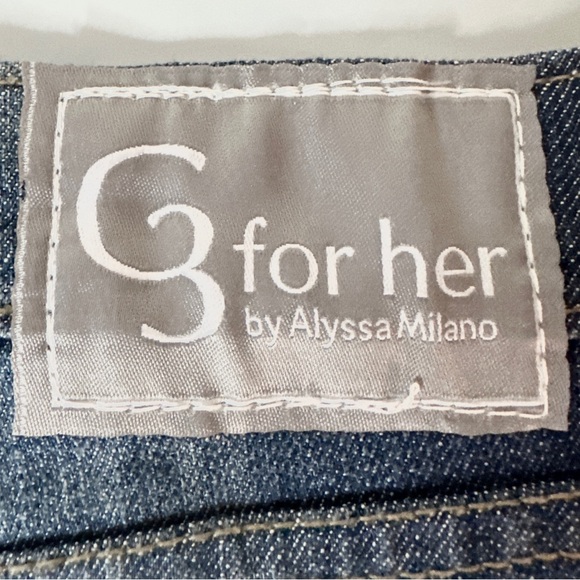 G3 for her
by Alyssa Milano